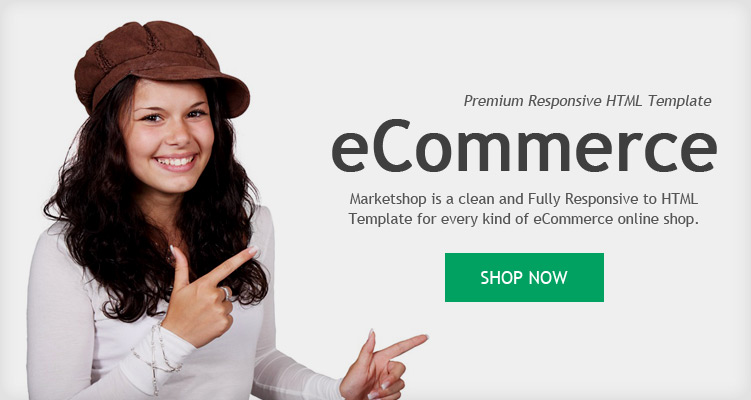 Premium Responsive HTML Template
eCommerce
Marketshop is a clean and Fully Responsive to HTML
Template for every kind of eCommerce online shop.
SHOP NOW